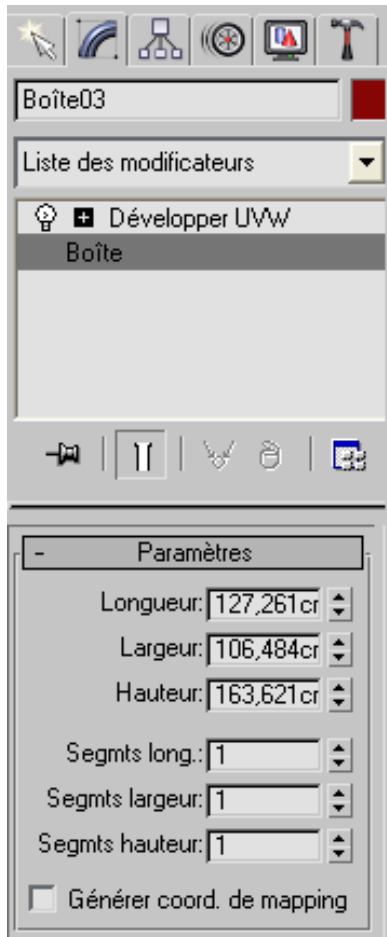 Boîte03
Liste des modificateurs
Développer UVW
Boîte
- Paramètres
Longueur: 127,261cr
Largeur: 106,484cr
Hauteur: 163,621cr
Segmts long.: 1
Segmts largeur: 1
Segmts hauteur: 1
Générer coord. de mapping